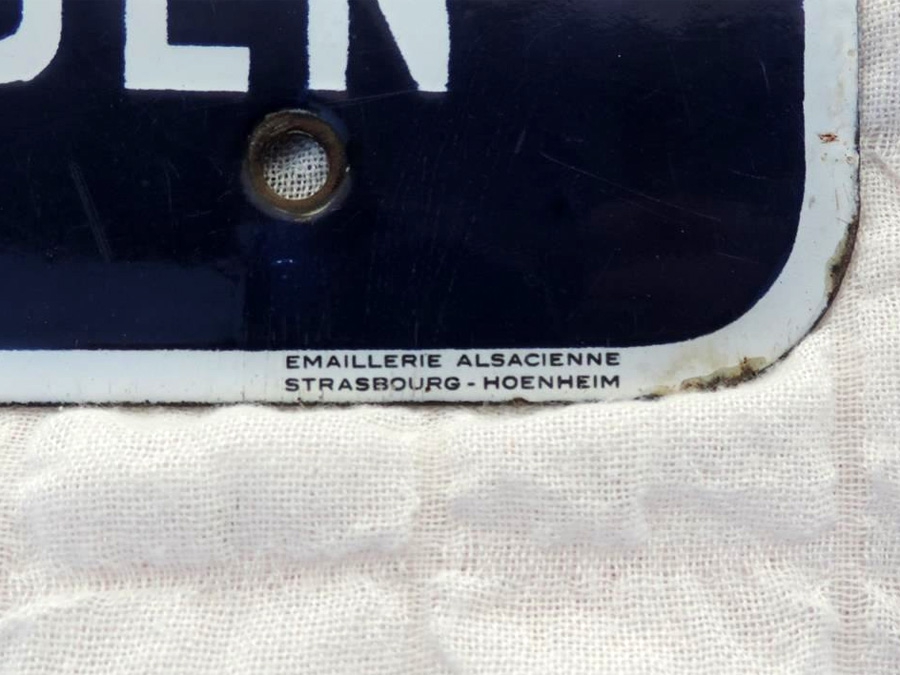 EMAILLERIE ALSACIENNE
STRASBOURG - HOENHEIM